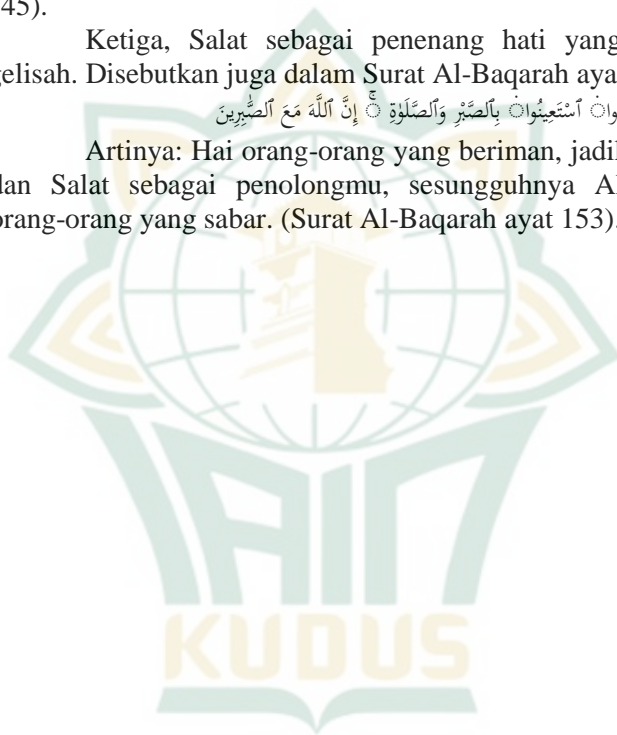 45).
Ketiga, Salat sebagai penenang hati yang
gelisah. Disebutkan juga dalam Surat Al-Baqarah aya
وا۟ ٱسْتَعِينُوا۟ بِٱلصَّبْرِ وَٱلصَّلَوٰةِ ۚ إِنَّ ٱللَّهَ مَعَ ٱلصَّٰبِرِينَ
Artinya: Hai orang-orang yang beriman, jadil
dan Salat sebagai penolongmu, sesungguhnya Al
orang-orang yang sabar. (Surat Al-Baqarah ayat 153).
IAIN
KUDUS